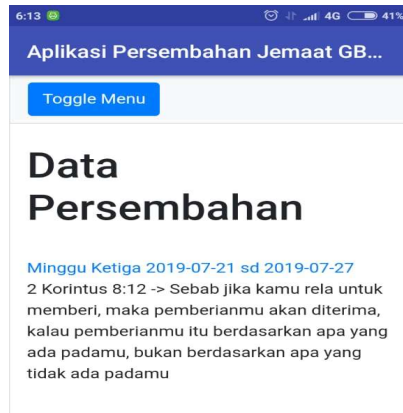 6:13 4G 41%
Aplikasi Persembahan Jemaat GB...
Toggle Menu
Data
Persembahan
Minggu Ketiga 2019-07-21 sd 2019-07-27
2 Korintus 8:12 -> Sebab jika kamu rela untuk
memberi, maka pemberianmu akan diterima,
kalau pemberianmu itu berdasarkan apa yang
ada padamu, bukan berdasarkan apa yang
tidak ada padamu